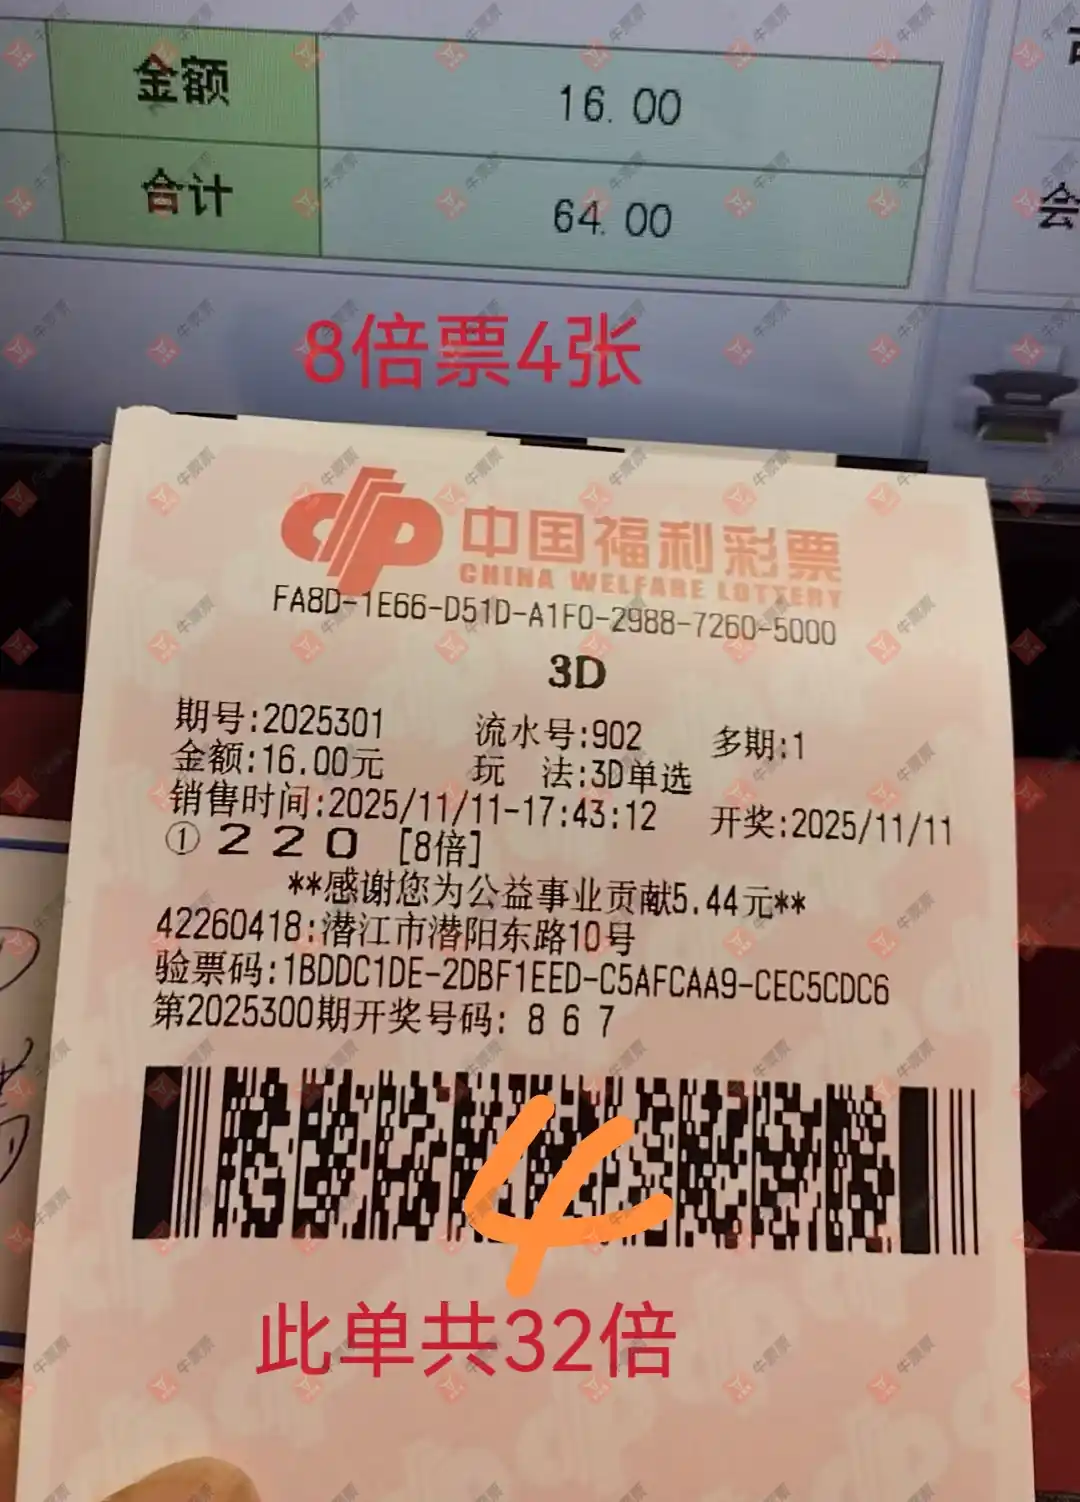 金额 16.00
合计 64.00
会
8倍票4张
中国福利彩票
CHINA WELFARE LOTTERY
FA8D-1E66-D51D-A1F0-2988-7260-5000
3D
期号:2025301 流水号:902 多期:1
金额:16.00元 玩 法:3D单选
销售时间:2025/11/11-17:43:12 开奖:2025/11/11
① 2 2 0 [8倍]
**感谢您为公益事业贡献5.44元**
42260418:潜江市潜阳东路10号
验票码:1BDDC1DE-2DBF1EED-C5AFCAA9-CEC5CDC6
第2025300期开奖号码: 8 6 7
4
此单共32倍
牛票票